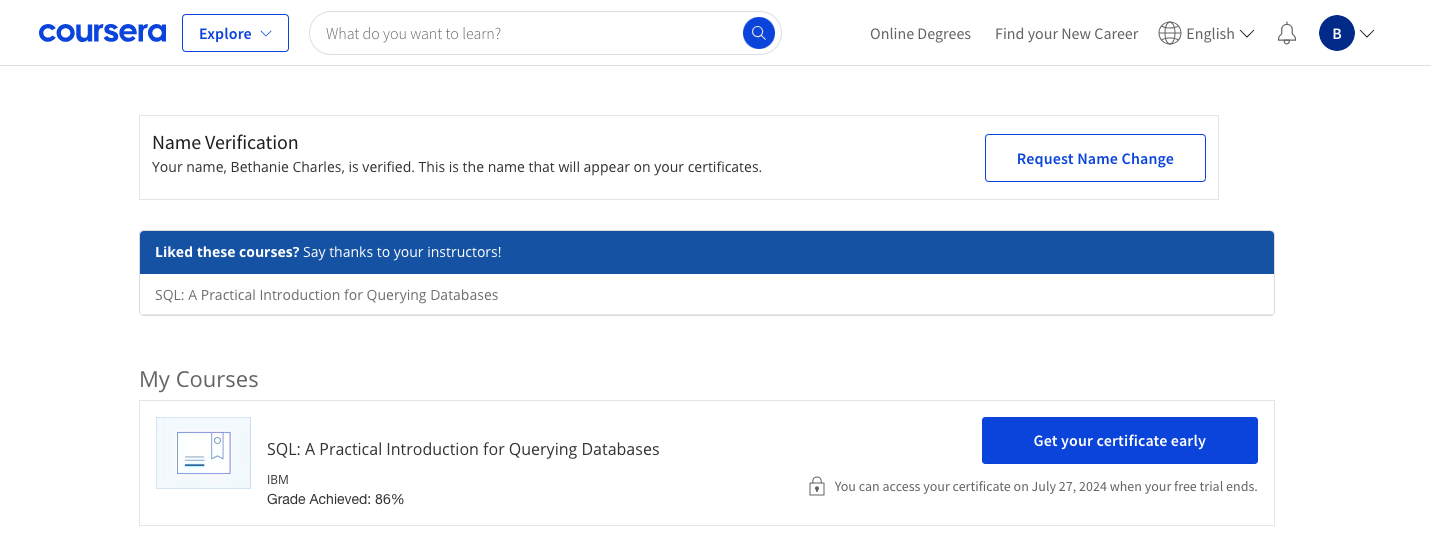 coursera Explore What do you want to learn? Online Degrees Find your New Career English B
Name Verification
Your name, Bethanie Charles, is verified. This is the name that will appear on your certificates.
Request Name Change
Liked these courses? Say thanks to your instructors!
SQL: A Practical Introduction for Querying Databases
My Courses
SQL: A Practical Introduction for Querying Databases
IBM
Grade Achieved: 86%
Get your certificate early
You can access your certificate on July 27, 2024 when your free trial ends.